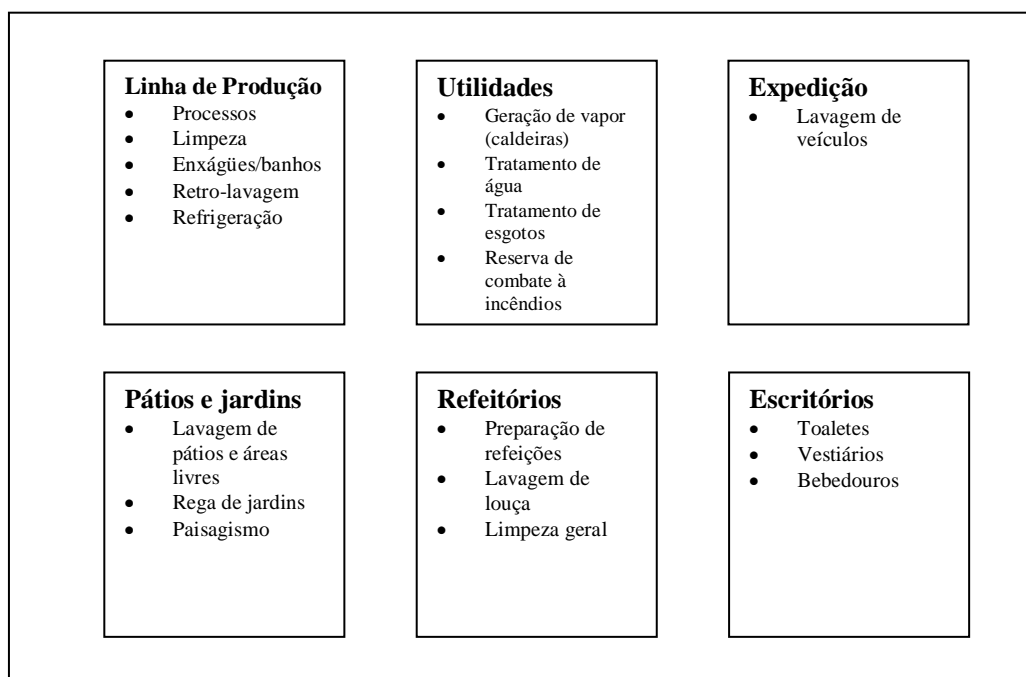 Linha de Produção
• Processos
• Limpeza
• Enxágües/banhos
• Retro-lavagem
• Refrigeração
Utilidades
• Geração de vapor
(caldeiras)
• Tratamento de
água
• Tratamento de
esgotos
• Reserva de
combate à
incêndios
Expedição
• Lavagem de
veículos
Pátios e jardins
• Lavagem de
pátios e áreas
livres
• Rega de jardins
• Paisagismo
Refeitórios
• Preparação de
refeições
• Lavagem de
louça
• Limpeza geral
Escritórios
• Toaletes
• Vestiários
• Bebedouros